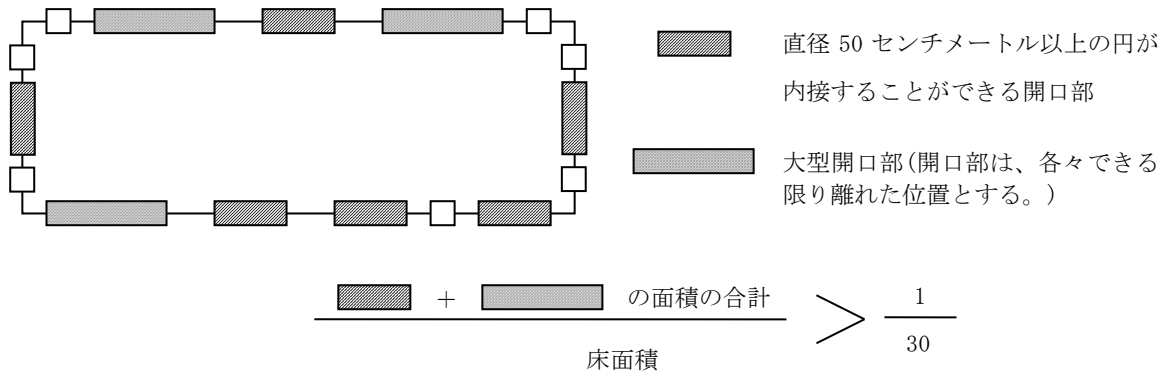 直径 50 センチメートル以上の円が
内接することができる開口部
大型開口部(開口部は、各々できる
限り離れた位置とする。)
+ の面積の合計
床面積
>
1
30